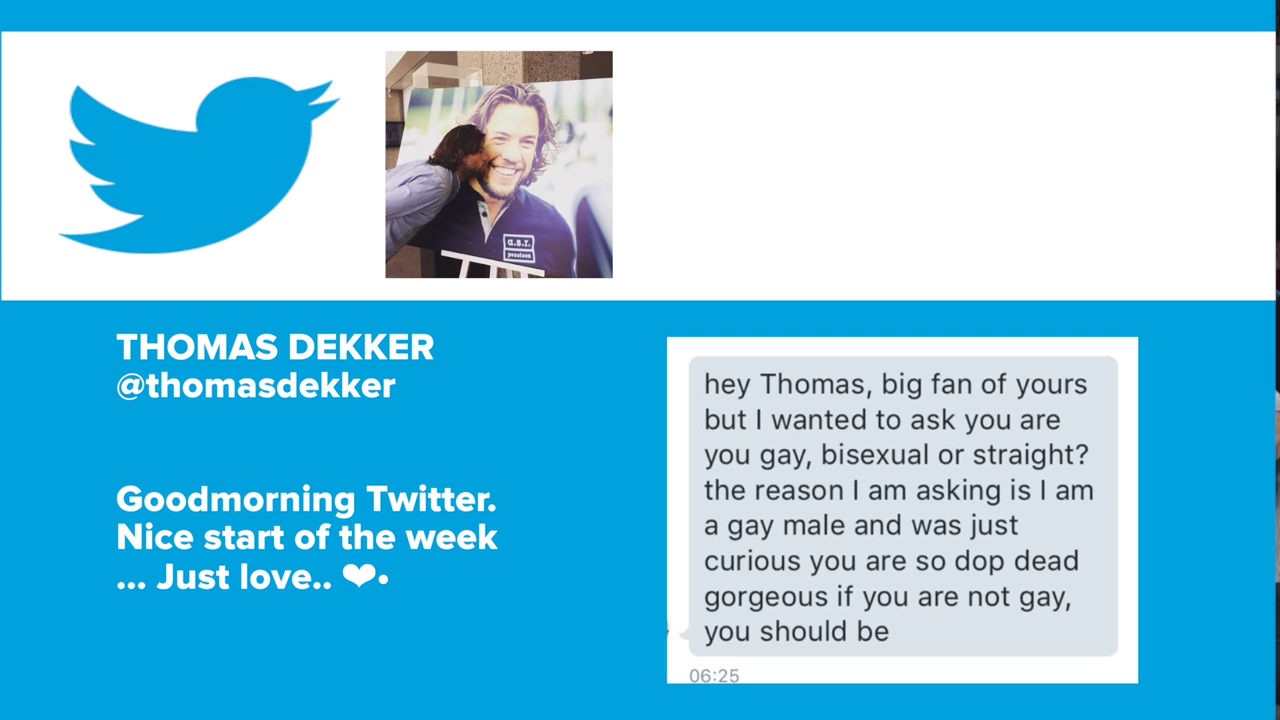 G.S.T.
pensioen
THOMAS DEKKER
@thomasdekker
Goodmorning Twitter.
Nice start of the week
... Just love.. ❤•
hey Thomas, big fan of yours
but I wanted to ask you are
you gay, bisexual or straight?
the reason I am asking is I am
a gay male and was just
curious you are so dop dead
gorgeous if you are not gay,
you should be
06:25